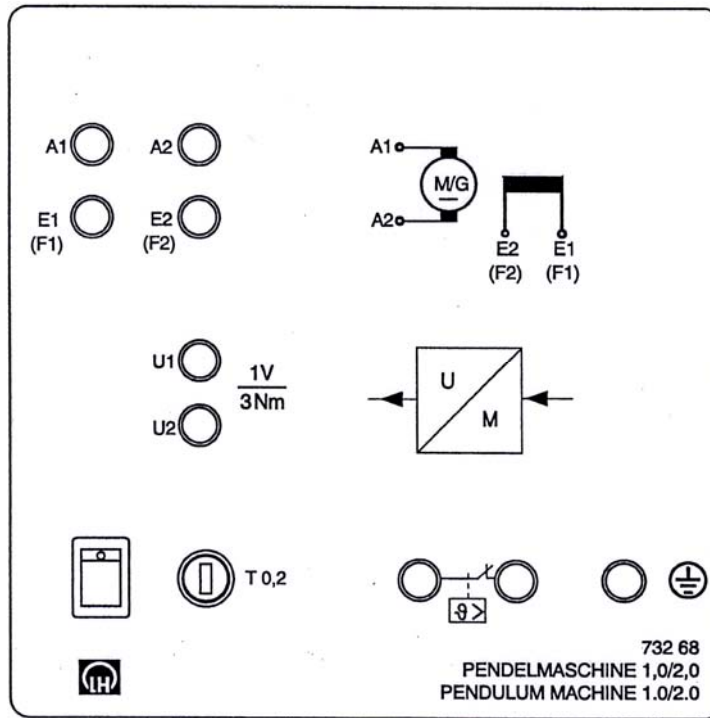 A1
A2
E1
(F1)
E2
(F2)
A1
M/G
A2
E2
(F2)
E1
(F1)
U1
1V
3Nm
U2
U
M
T 0,2
ϑ>
LH
732 68
PENDELMASCHINE 1,0/2,0
PENDULUM MACHINE 1.0/2.0